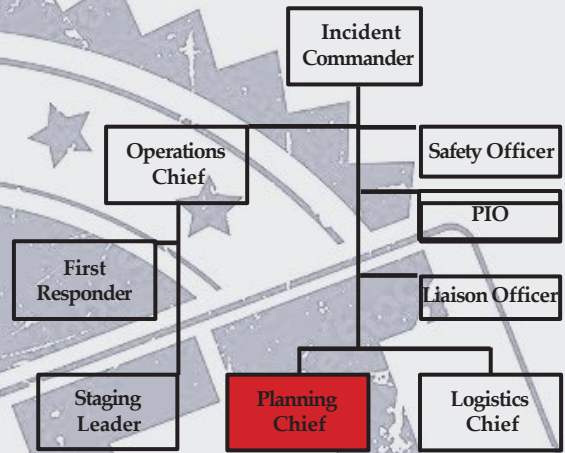 Incident
Commander
Operations
Chief
Safety Officer
PIO
First
Responder
Liaison Officer
Staging
Leader
Planning
Chief
Logistics
Chief